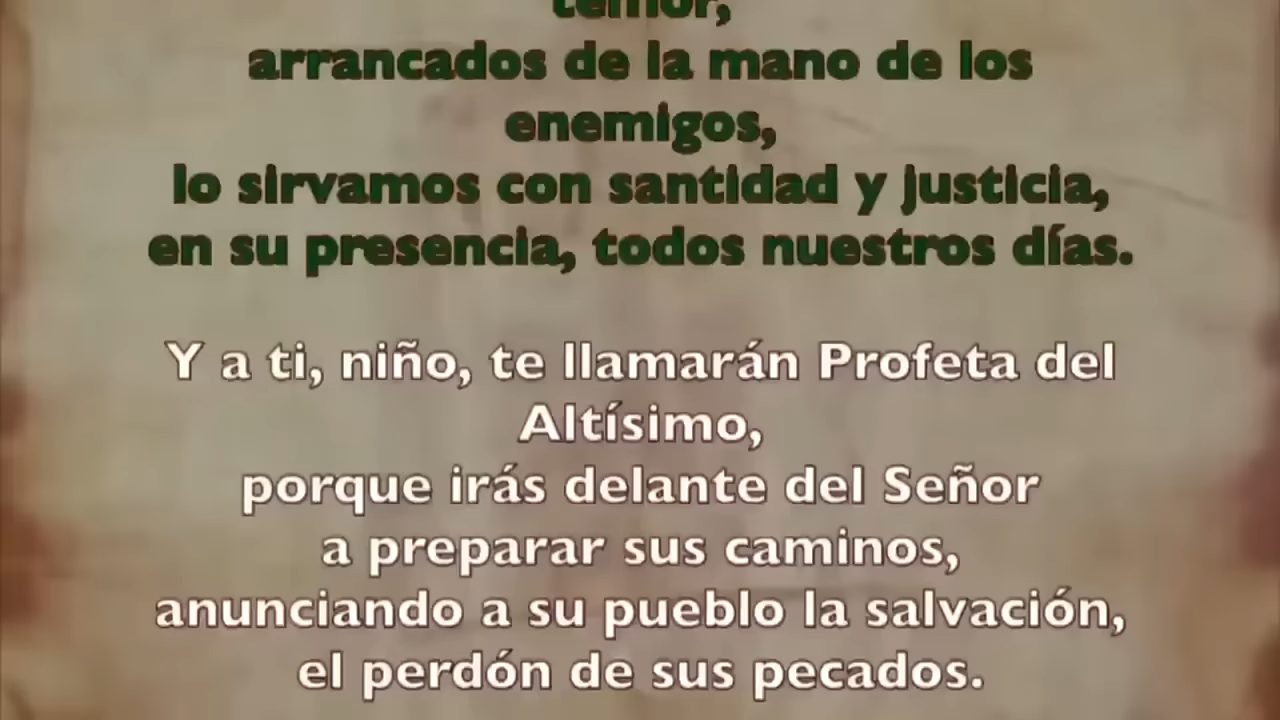 temor,
arrancados de la mano de los
enemigos,
lo sirvamos con santidad y justicia,
en su presencia, todos nuestros días.
Y a ti, niño, te llamarán Profeta del
Altísimo,
porque irás delante del Señor
a preparar sus caminos,
anunciando a su pueblo la salvación,
el perdón de sus pecados.